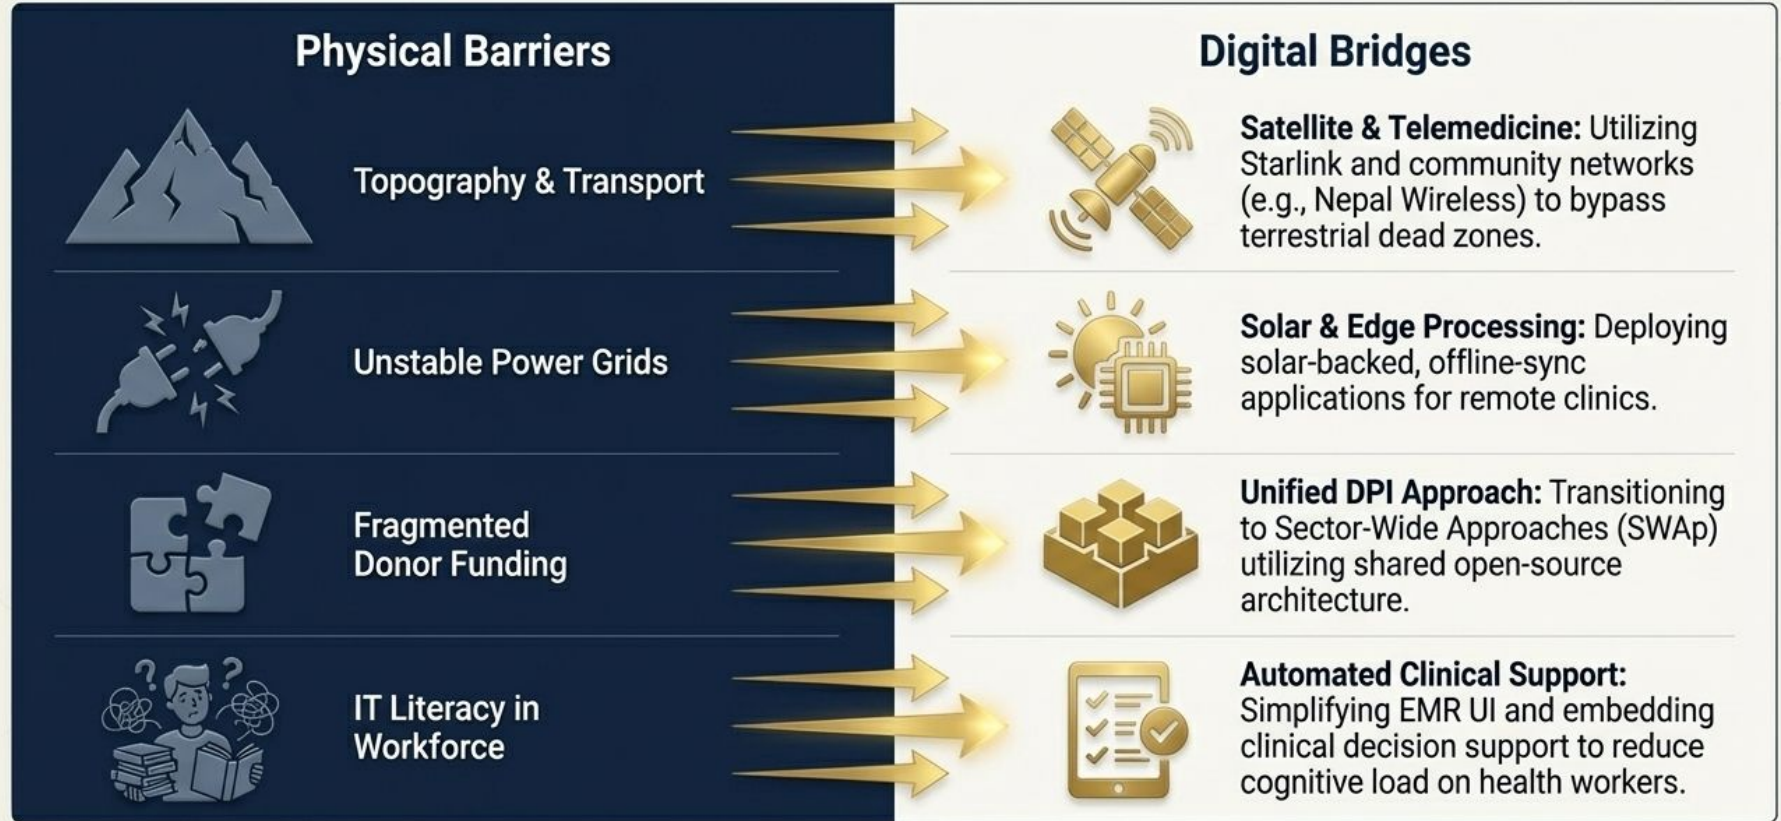 Physical Barriers
Digital Bridges
Topography & Transport
Satellite & Telemedicine: Utilizing
Starlink and community networks
(e.g., Nepal Wireless) to bypass
terrestrial dead zones.
Unstable Power Grids
Solar & Edge Processing: Deploying
solar-backed, offline-sync
applications for remote clinics.
Fragmented
Donor Funding
Unified DPI Approach: Transitioning
to Sector-Wide Approaches (SWAp)
utilizing shared open-source
architecture.
? ?
IT Literacy in
Workforce
Automated Clinical Support:
Simplifying EMR UI and embedding
clinical decision support to reduce
cognitive load on health workers.